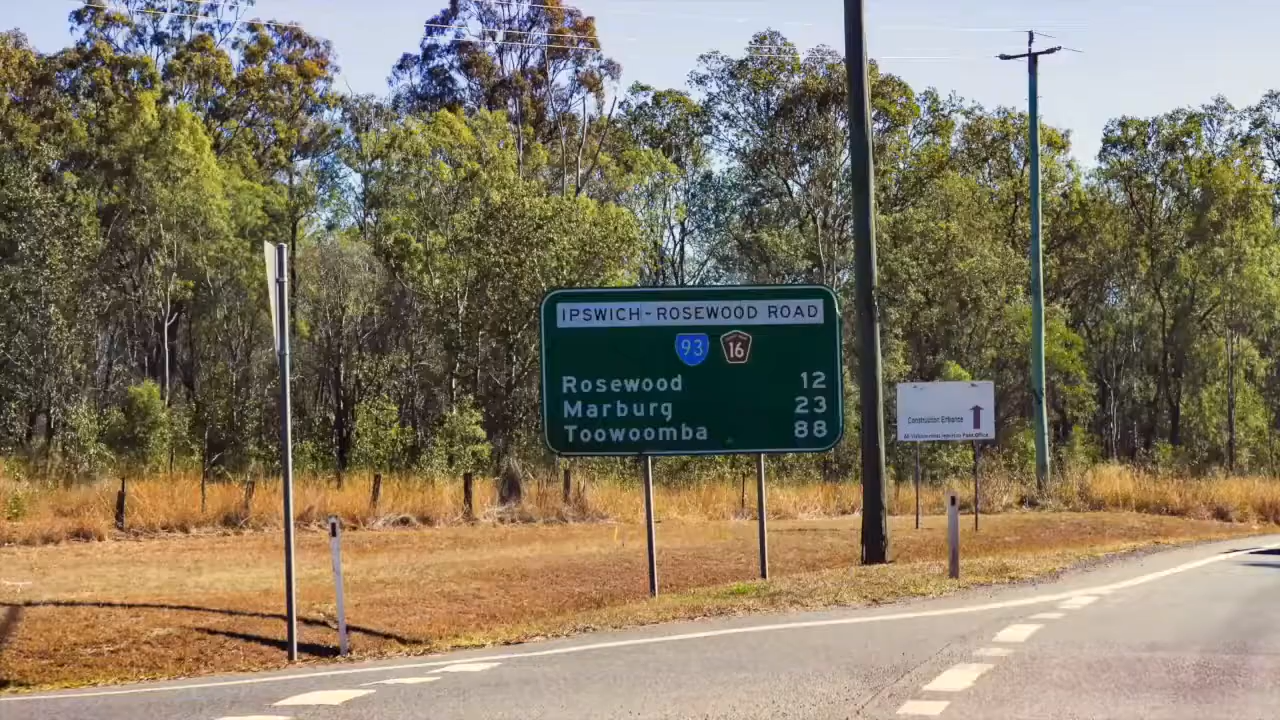 IPSWICH-ROSEWOOD ROAD
93 16
Rosewood 12
Marburg 23
Toowoomba 88
Construction Entrance